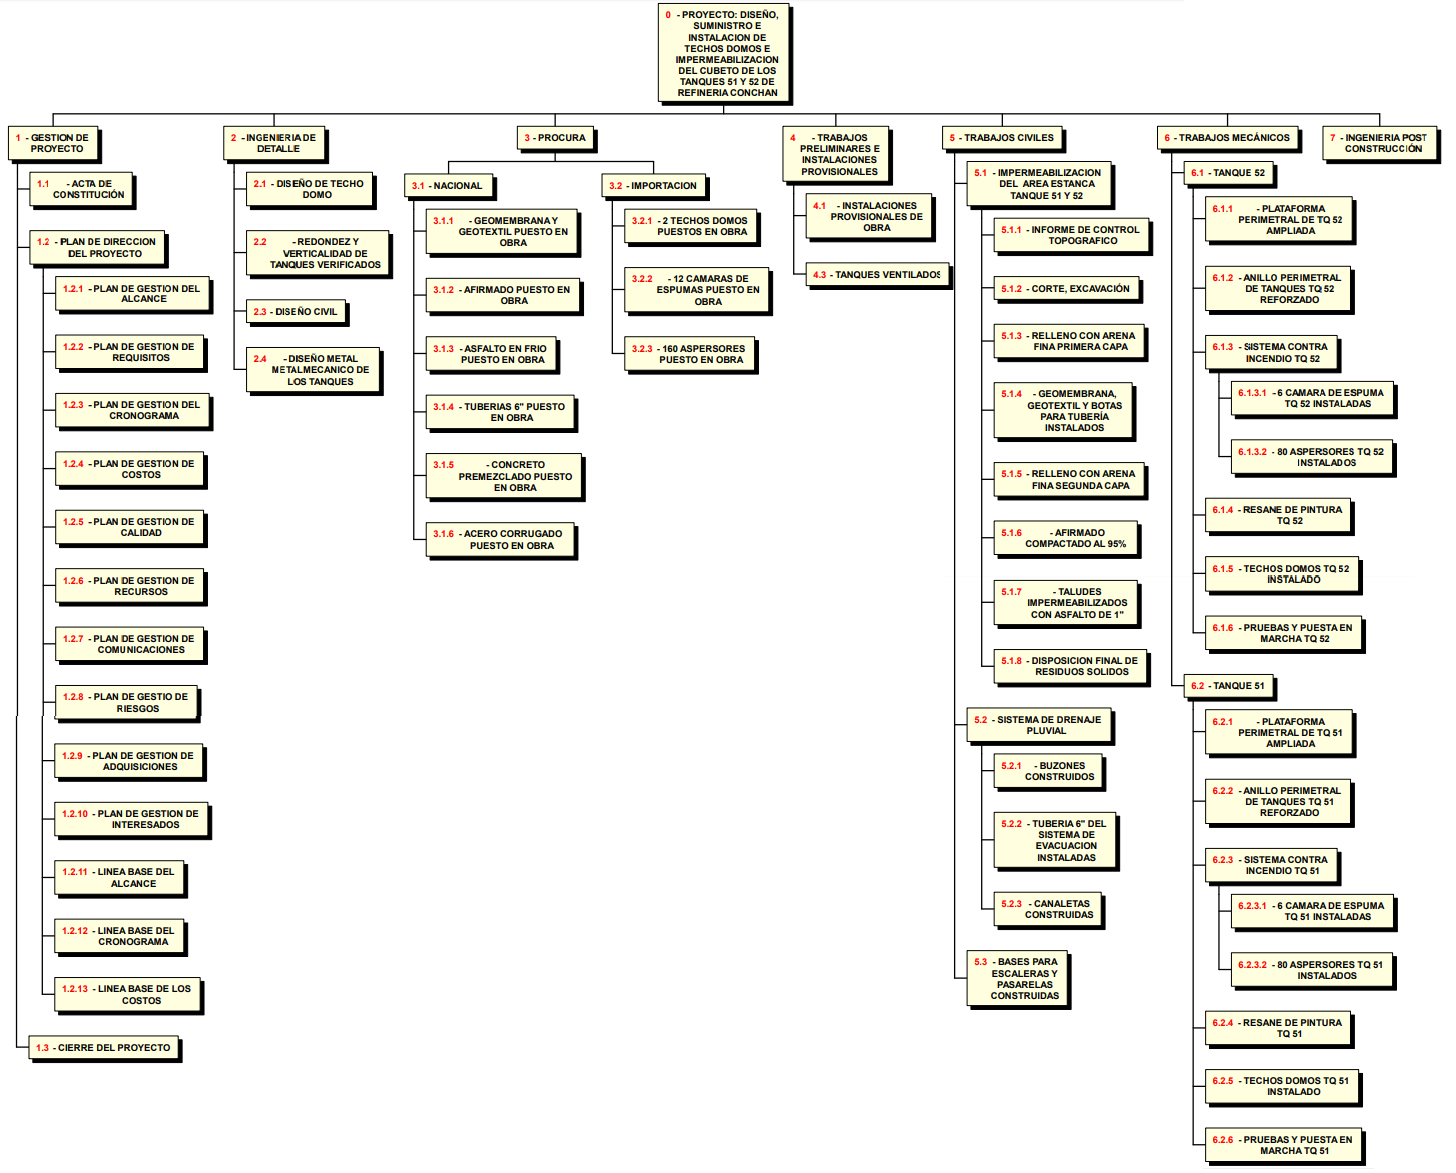 0 - PROYECTO: DISEÑO,
SUMINISTRO E
INSTALACION DE
TECHOS DOMOS E
IMPERMEABILIZACION
DEL CUBETO DE LOS
TANQUES 51 Y 52 DE
REFINERIA CONCHAN
1 - GESTION DE
PROYECTO
1.1 - ACTA DE
CONSTITUCIÓN
1.2 - PLAN DE DIRECCION
DEL PROYECTO
1.2.1 - PLAN DE GESTION DEL
ALCANCE
1.2.2 - PLAN DE GESTION DE
REQUISITOS
1.2.3 - PLAN DE GESTION DEL
CRONOGRAMA
1.2.4 - PLAN DE GESTION DE
COSTOS
1.2.5 - PLAN DE GESTION DE
CALIDAD
1.2.6 - PLAN DE GESTION DE
RECURSOS
1.2.7 - PLAN DE GESTION DE
COMUNICACIONES
1.2.8 - PLAN DE GESTIO DE
RIESGOS
1.2.9 - PLAN DE GESTION DE
ADQUISICIONES
1.2.10 - PLAN DE GESTION DE
INTERESADOS
1.2.11 - LINEA BASE DEL
ALCANCE
1.2.12 - LINEA BASE DEL
CRONOGRAMA
1.2.13 - LINEA BASE DE LOS
COSTOS
1.3 - CIERRE DEL PROYECTO
2 - INGENIERIA DE
DETALLE
2.1 - DISEÑO DE TECHO
DOMO
2.2 - REDONDEZ Y
VERTICALIDAD DE
TANQUES VERIFICADOS
2.3 - DISEÑO CIVIL
2.4 - DISEÑO METAL
METALMECANICO DE
LOS TANQUES
3 - PROCURA
3.1 - NACIONAL
3.1.1 - GEOMEMBRANA Y
GEOTEXTIL PUESTO EN
OBRA
3.1.2 - AFIRMADO PUESTO EN
OBRA
3.1.3 - ASFALTO EN FRIO
PUESTO EN OBRA
3.1.4 - TUBERIAS 6" PUESTO
EN OBRA
3.1.5 - CONCRETO
PREMEZCLADO PUESTO
EN OBRA
3.1.6 - ACERO CORRUGADO
PUESTO EN OBRA
3.2 - IMPORTACION
3.2.1 - 2 TECHOS DOMOS
PUESTOS EN OBRA
3.2.2 - 12 CAMARAS DE
ESPUMAS PUESTO EN
OBRA
3.2.3 - 160 ASPERSORES
PUESTO EN OBRA
4 - TRABAJOS
PRELIMINARES E
INSTALACIONES
PROVISIONALES
4.1 - INSTALACIONES
PROVISIONALES DE
OBRA
4.3 - TANQUES VENTILADOS
5 - TRABAJOS CIVILES
5.1 - IMPERMEABILIZACION
DEL AREA ESTANCA
TANQUE 51 Y 52
5.1.1 - INFORME DE CONTROL
TOPOGRAFICO
5.1.2 - CORTE, EXCAVACIÓN
5.1.3 - RELLENO CON ARENA
FINA PRIMERA CAPA
5.1.4 - GEOMEMBRANA,
GEOTEXTIL Y BOTAS
PARA TUBERÍA
INSTALADOS
5.1.5 - RELLENO CON ARENA
FINA SEGUNDA CAPA
5.1.6 - AFIRMADO
COMPACTADO AL 95%
5.1.7 - TALUDES
IMPERMEABILIZADOS
CON ASFALTO DE 1"
5.1.8 - DISPOSICION FINAL DE
RESIDUOS SOLIDOS
5.2 - SISTEMA DE DRENAJE
PLUVIAL
5.2.1 - BUZONES
CONSTRUIDOS
5.2.2 - TUBERIA 6" DEL
SISTEMA DE
EVACUACION
INSTALADAS
5.2.3 - CANALETAS
CONSTRUIDAS
5.3 - BASES PARA
ESCALERAS Y
PASARELAS
CONSTRUIDAS
6 - TRABAJOS MECÁNICOS
6.1 - TANQUE 52
6.1.1 - PLATAFORMA
PERIMETRAL DE TQ 52
AMPLIADA
6.1.2 - ANILLO PERIMETRAL
DE TANQUES TQ 52
REFORZADO
6.1.3 - SISTEMA CONTRA
INCENDIO TQ 52
6.1.3.1 - 6 CAMARA DE ESPUMA
TQ 52 INSTALADAS
6.1.3.2 - 80 ASPERSORES TQ 52
INSTALADOS
6.1.4 - RESANE DE PINTURA
TQ 52
6.1.5 - TECHOS DOMOS TQ 52
INSTALADO
6.1.6 - PRUEBAS Y PUESTA EN
MARCHA TQ 52
6.2 - TANQUE 51
6.2.1 - PLATAFORMA
PERIMETRAL DE TQ 51
AMPLIADA
6.2.2 - ANILLO PERIMETRAL
DE TANQUES TQ 51
REFORZADO
6.2.3 - SISTEMA CONTRA
INCENDIO TQ 51
6.2.3.1 - 6 CAMARA DE ESPUMA
TQ 51 INSTALADAS
6.2.3.2 - 80 ASPERSORES TQ 51
INSTALADOS
6.2.4 - RESANE DE PINTURA
TQ 51
6.2.5 - TECHOS DOMOS TQ 51
INSTALADO
6.2.6 - PRUEBAS Y PUESTA EN
MARCHA TQ 51
7 - INGENIERIA POST
CONSTRUCCIÓN